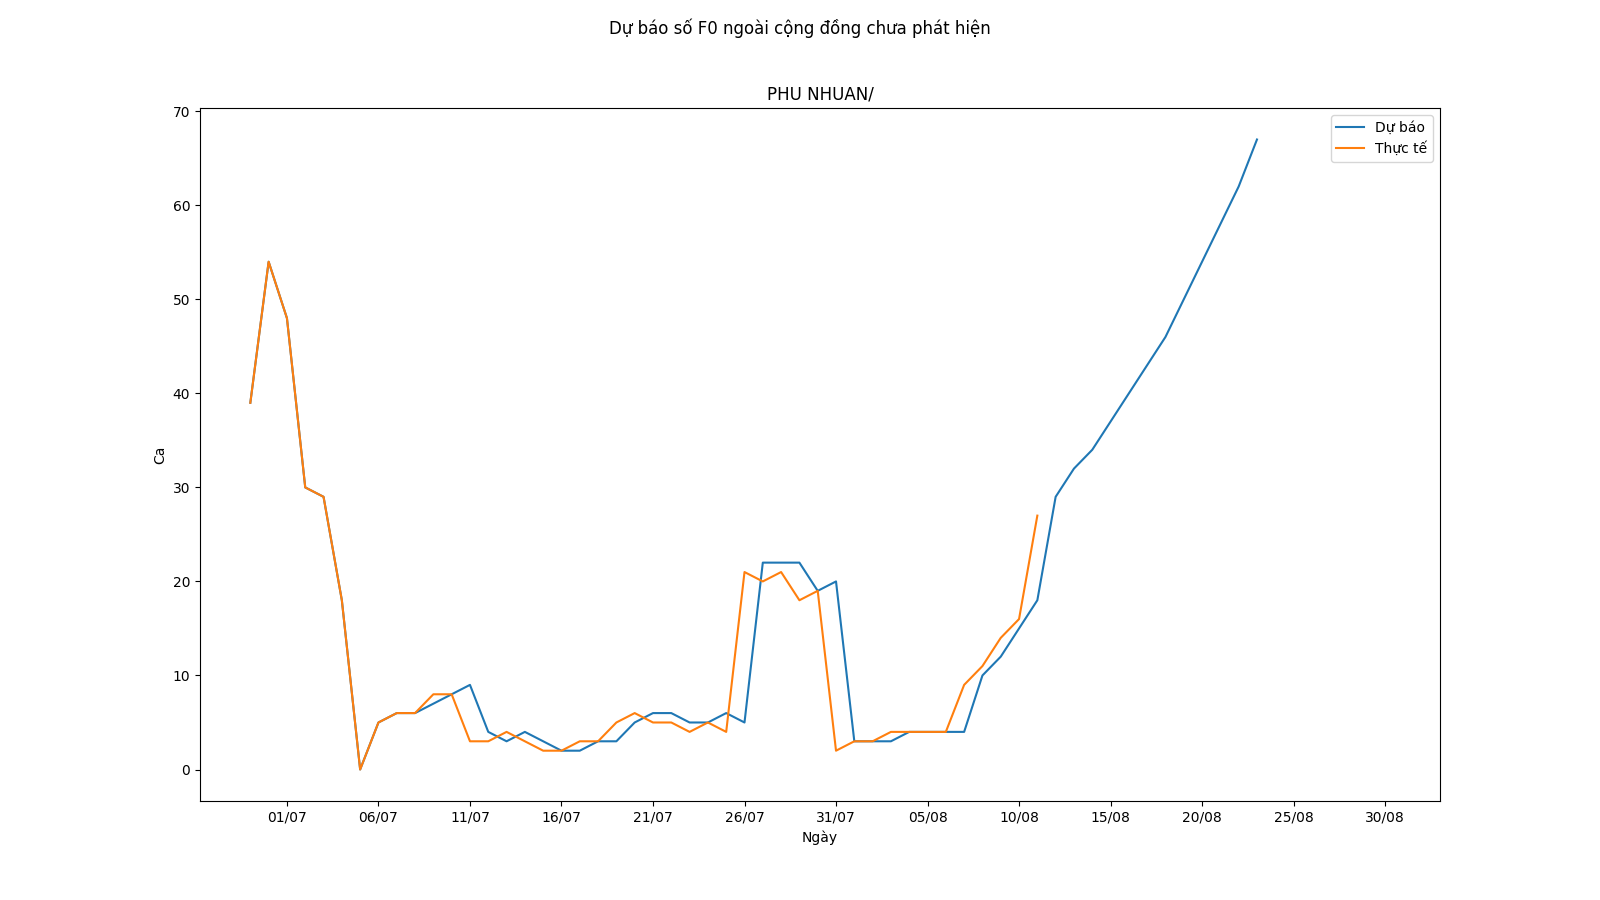 Dự báo số F0 ngoài cộng đồng chưa phát hiện
PHU NHUAN/
70
60
50
40
30
20
10
0
Ca
Dự báo
Thực tế
01/07 06/07 11/07 16/07 21/07 26/07 31/07 05/08 10/08 15/08 20/08 25/08 30/08
Ngày